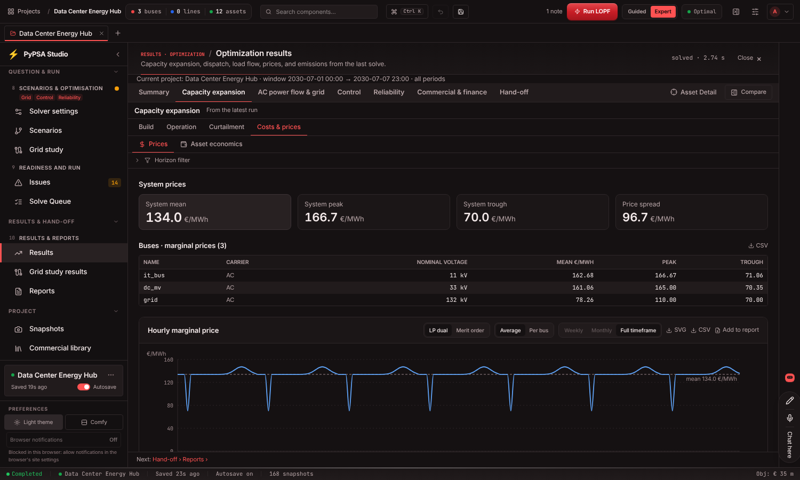 Projects / Data Center Energy Hub 3 buses 0 lines 12 assets Search components... Ctrl K 1 note Run LOPF Guided Expert Optimal A
Data Center Energy Hub × +
PyPSA Studio
QUESTION & RUN
SCENARIOS & OPTIMISATION
Grid Control Reliability
Solver settings
Scenarios
Grid study
READINESS AND RUN
Issues 14
Solve Queue
RESULTS & HAND-OFF
RESULTS & REPORTS
Results
Grid study results
Reports
PROJECT
Snapshots
Commercial library
Data Center Energy Hub ...
Saved 19s ago Autosave
PREFERENCES
Light theme Comfy
Browser notifications Off
Blocked in this browser: allow notifications in the browser's site settings
RESULTS · OPTIMIZATION / Optimization results
Capacity expansion, dispatch, load flow, prices, and emissions from the last solve.
solved · 2.74 s Close ×
Current project: Data Center Energy Hub · window 2030-07-01 00:00 → 2030-07-07 23:00 · all periods
Summary Capacity expansion AC power flow & grid Control Reliability Commercial & finance Hand-off Asset Detail Compare
Capacity expansion From the latest run
Build Operation Curtailment Costs & prices
$ Prices Asset economics
Horizon filter
System prices
System mean
134.0 €/MWh
System peak
166.7 €/MWh
System trough
70.0 €/MWh
Price spread
96.7 €/MWh
Buses · marginal prices (3) CSV
NAME CARRIER NOMINAL VOLTAGE MEAN €/MWH PEAK TROUGH
it_bus AC 11 kV 162.68 166.67 71.06
dc_mv AC 33 kV 161.06 165.00 70.35
grid AC 132 kV 78.26 110.00 70.00
Hourly marginal price LP dual Merit order Average Per bus Weekly Monthly Full timeframe SVG CSV Add to report
€/MWh
160
120
80
40
0
mean 134.0 €/MWh
Next: Hand-off › Reports ›
Chat here
Completed Data Center Energy Hub Saved 23s ago Autosave on 168 snapshots Obj: € 35 m